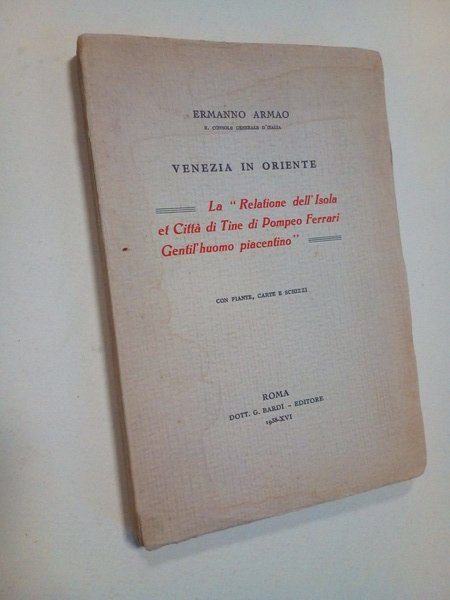 ERMANNO ARMAO
R. CONSOLE GENERALE D'ITALIA
VENEZIA IN ORIENTE
La "Relatione dell'Isola
et Città di Tine di Pompeo Ferrari
Gentil'huomo piacentino"
CON PIANTE, CARTE E SCHIZZI
ROMA
DOTT. G. BARDI - EDITORE
1938-XVI